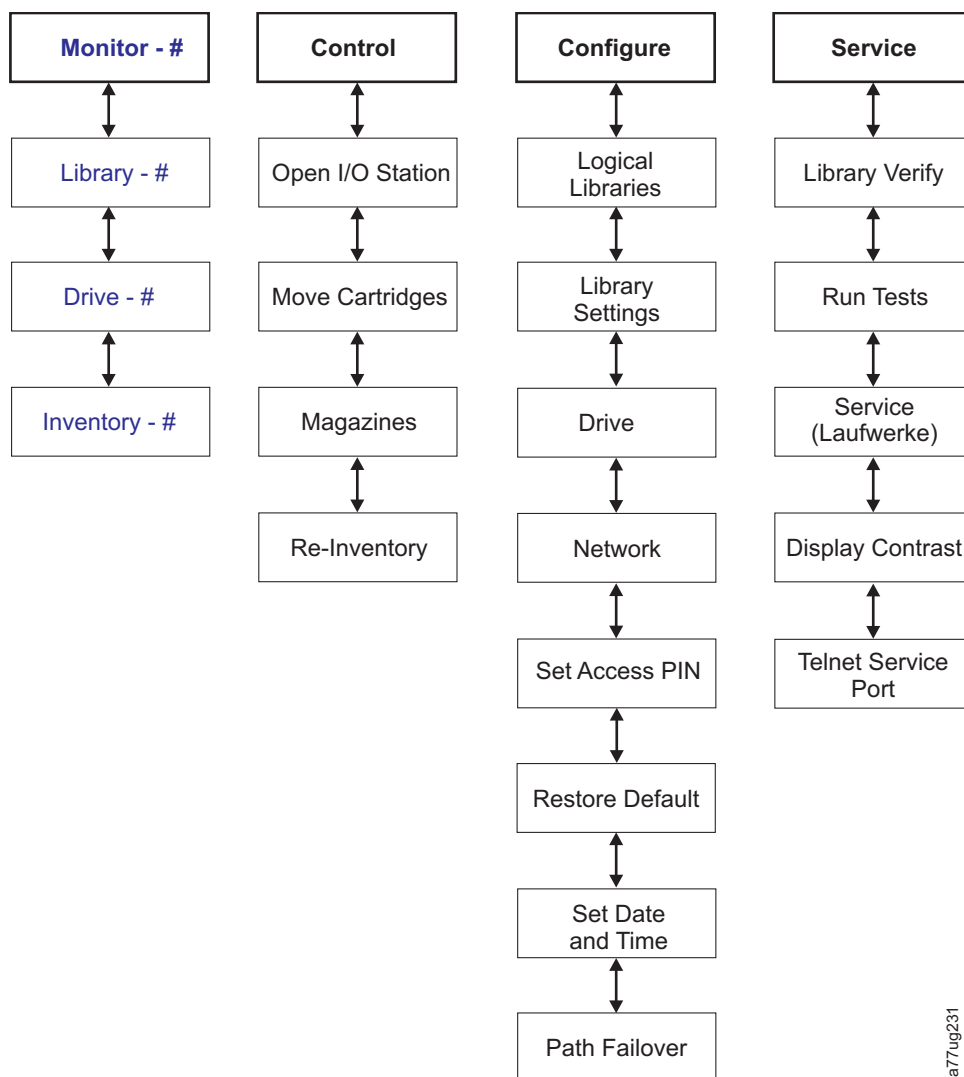 Monitor - #
Library - #
Drive - #
Inventory - #
Control
Open I/O Station
Move Cartridges
Magazines
Re-Inventory
Configure
Logical
Libraries
Library
Settings
Drive
Network
Set Access PIN
Restore Default
Set Date
and Time
Path Failover
Service
Library Verify
Run Tests
Service
(Laufwerke)
Display Contrast
Telnet Service
Port
a77ug231